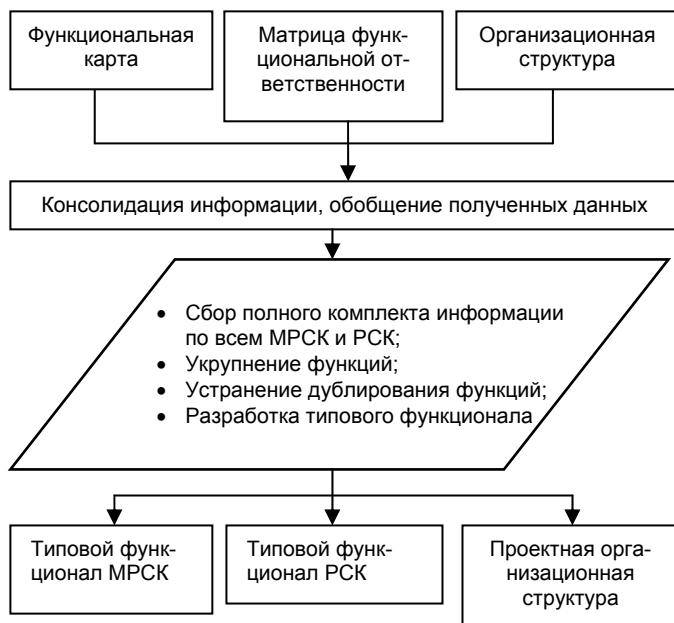 Функциональная
карта
Матрица функ-
циональной от-
ветственности
Организационная
структура
Консолидация информации, обобщение полученных данных
• Сбор полного комплекта информации
по всем МРСК и РСК;
• Укрупнение функций;
• Устранение дублирования функций;
• Разработка типового функционала
Типовой функ-
ционал МРСК
Типовой функ-
ционал РСК
Проектная орга-
низационная
структура